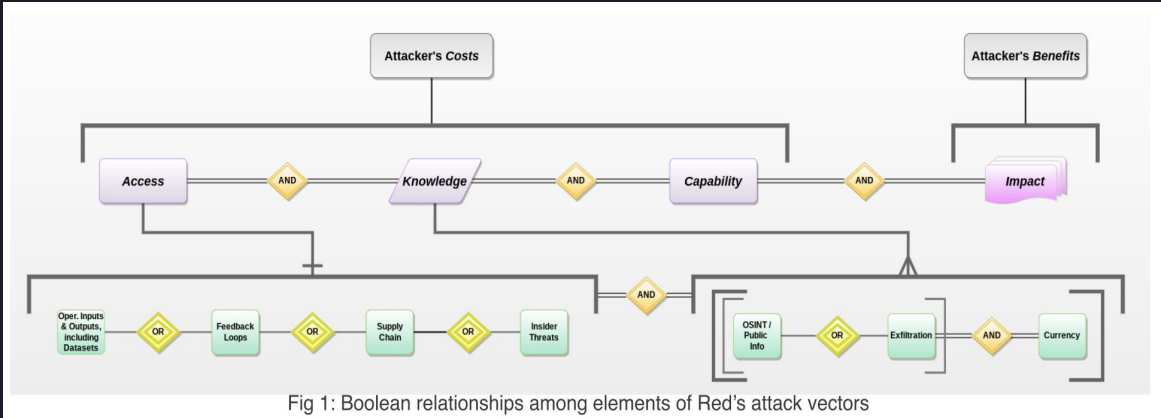 Attacker's Costs
Attacker's Benefits
Access
AND
Knowledge
AND
Capability
AND
Impact
Oper. Inputs
& Outputs,
including
Datasets
OR
Feedback
Loops
OR
Supply
Chain
OR
Insider
Threats
AND
OSINT /
Public
Info
OR
Exfiltration
AND
Currency
Fig 1: Boolean relationships among elements of Red's attack vectors